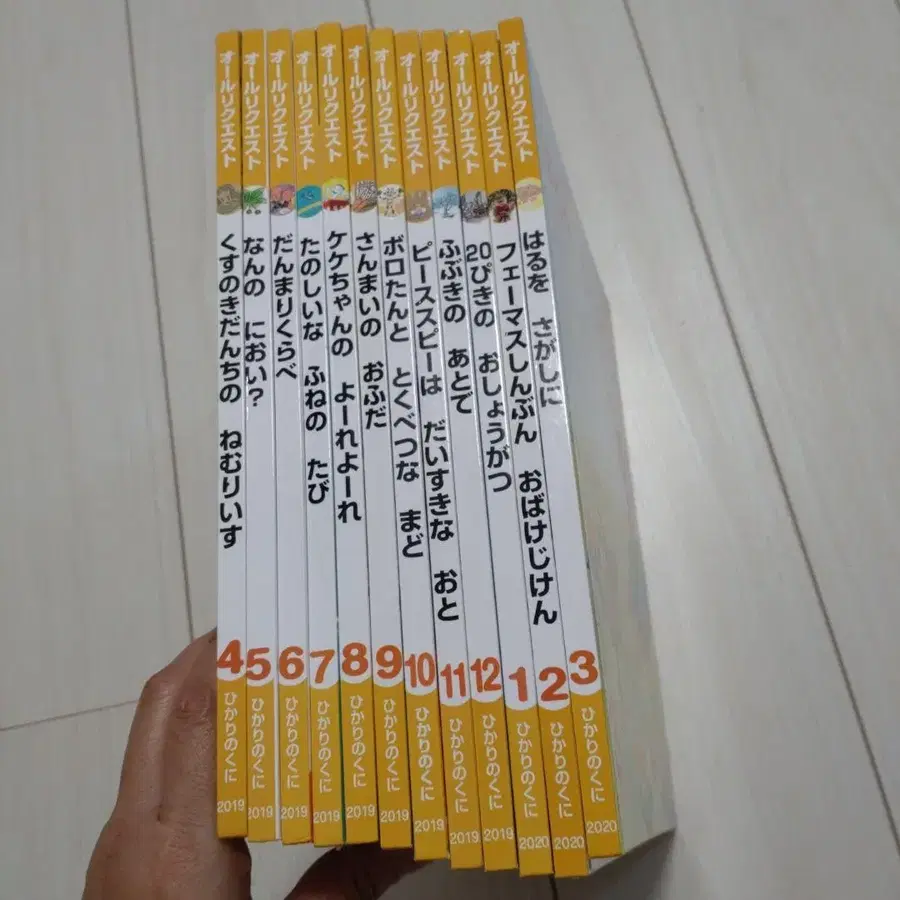 オールリクエスト くすのきだんちの ねむりいす 4 ひかりのくに 2019
オールリクエスト なんの におい? 5 ひかりのくに 2019
オールリクエスト だんまりくらべ 6 ひかりのくに 2019
オールリクエスト たのしいな ふねの たび 7 ひかりのくに 2019
オールリクエスト ケケちゃんの よーれよーれ 8 ひかりのくに 2019
オールリクエスト さんまいの おふだ 9 ひかりのくに 2019
オールリクエスト ボロたんと とくべつな まど 10 ひかりのくに 2019
オールリクエスト ピーススピーは だいすきな おと 11 ひかりのくに 2019
オールリクエスト ふぶきの あとで 12 ひかりのくに 2019
オールリクエスト 20ぴきの おしょうがつ 1 ひかりのくに 2020
オールリクエスト フェーマスしんぶん おばけじけん 2 ひかりのくに 2020
オールリクエスト はるを さがしに 3 ひかりのくに 2020